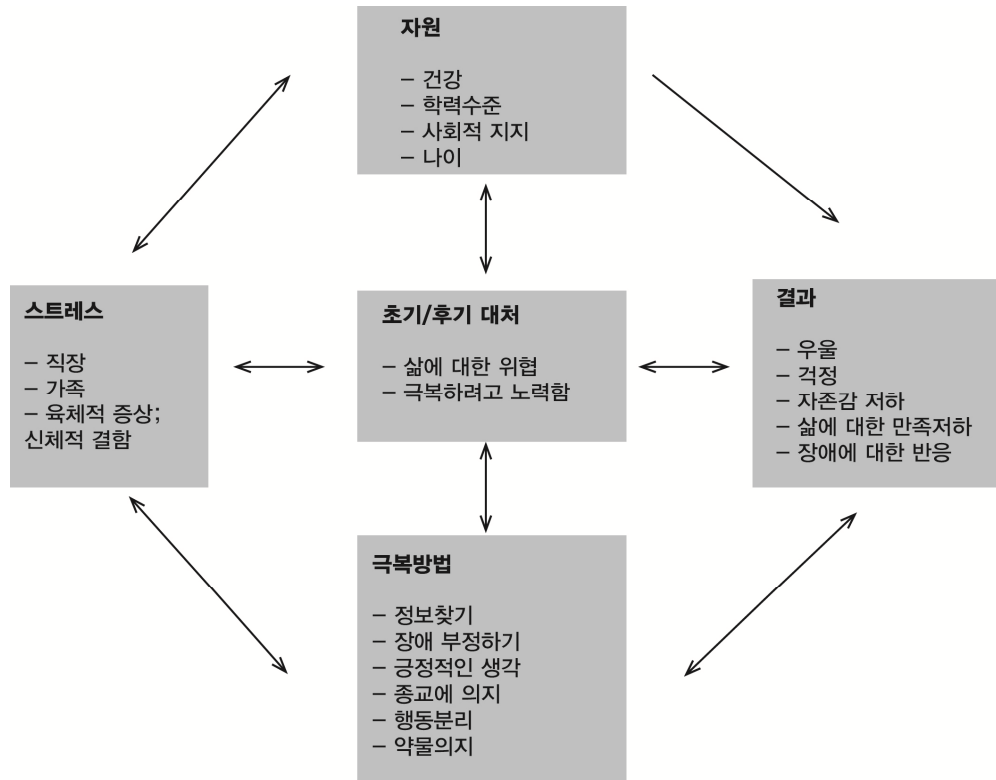 자원
– 건강
– 학력수준
– 사회적 지지
– 나이
스트레스
– 직장
– 가족
– 육체적 증상;
신체적 결함
초기/후기 대처
– 삶에 대한 위협
– 극복하려고 노력함
결과
– 우울
– 걱정
– 자존감 저하
– 삶에 대한 만족저하
– 장애에 대한 반응
극복방법
– 정보찾기
– 장애 부정하기
– 긍정적인 생각
– 종교에 의지
– 행동분리
– 약물의지